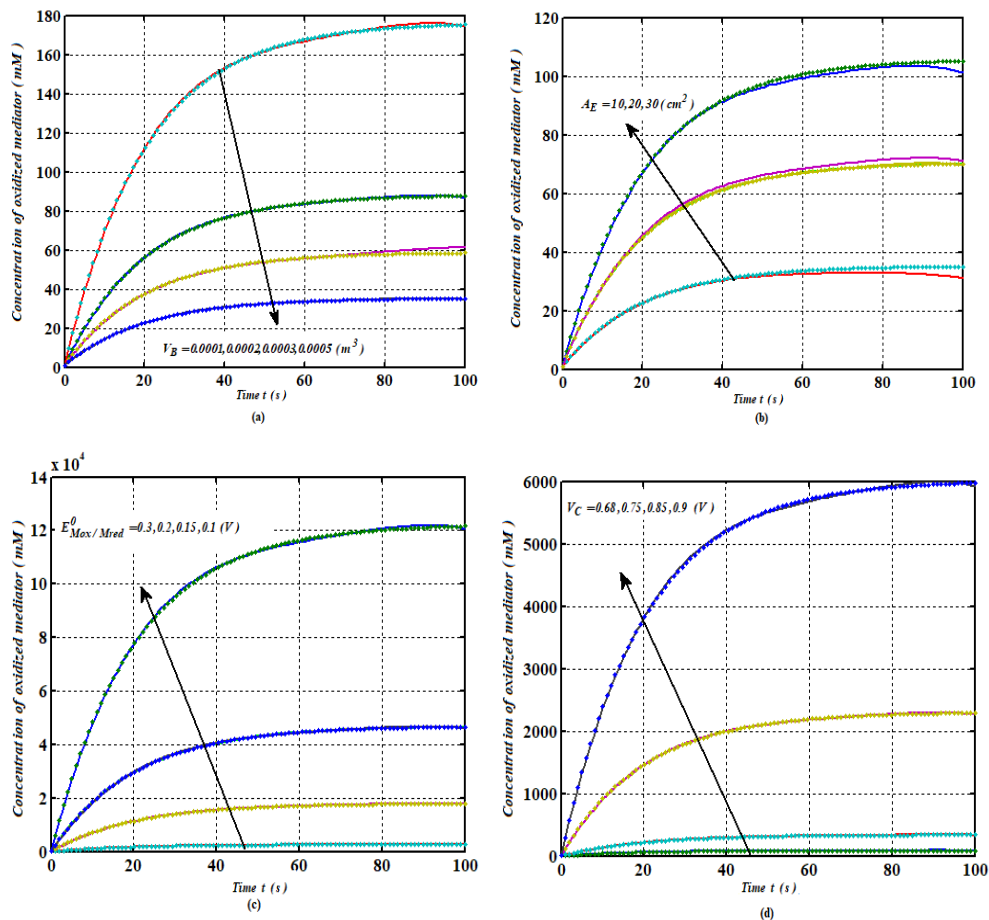 180
160
140
120
100
80
60
40
20
0
0 20 40 60 80 100
Concentration of oxidized mediator ( mM )
V_B =0.0001,0.0002,0.0003,0.0005 (m^3)
Time t (s)
(a)
120
100
80
60
40
20
0
0 20 40 60 80 100
Concentration of oxidized mediator ( mM )
A_E =10,20,30 (cm^2)
Time t (s)
(b)
x 10^4
14
12
10
8
6
4
2
0
0 20 40 60 80 100
Concentration of oxidized mediator ( mM )
E^0_Mox / Mred =0.3,0.2,0.15,0.1 (V)
Time t (s)
(c)
6000
5000
4000
3000
2000
1000
0
0 20 40 60 80 100
Concentration of oxidized mediator ( mM )
V_C =0.68,0.75,0.85,0.9 (V)
Time t (s)
(d)